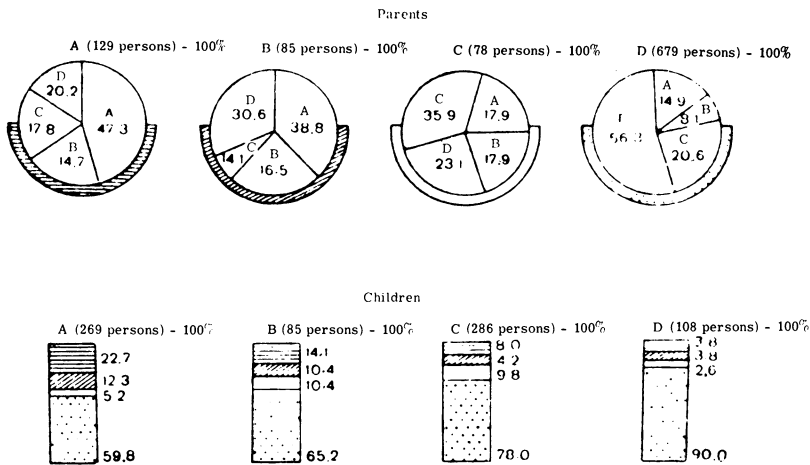 Parents
A (129 persons) - 100%
B (85 persons) - 100%
C (78 persons) - 100%
D (679 persons) - 100%
D
20.2
C
17.8
B
14.7
A
47.3
D
30.6
C
14.1
B
16.5
A
38.8
C
35.9
A
17.9
D
23.1
B
17.9
A
14.9
B
8.1
C
20.6
Children
A (269 persons) - 100%
B (85 persons) - 100%
C (286 persons) - 100%
D (108 persons) - 100%
22.7
12.3
5.2
59.8
14.1
10.4
10.4
65.2
8.0
4.2
9.8
78.0
3.8
3.8
2.6
90.0